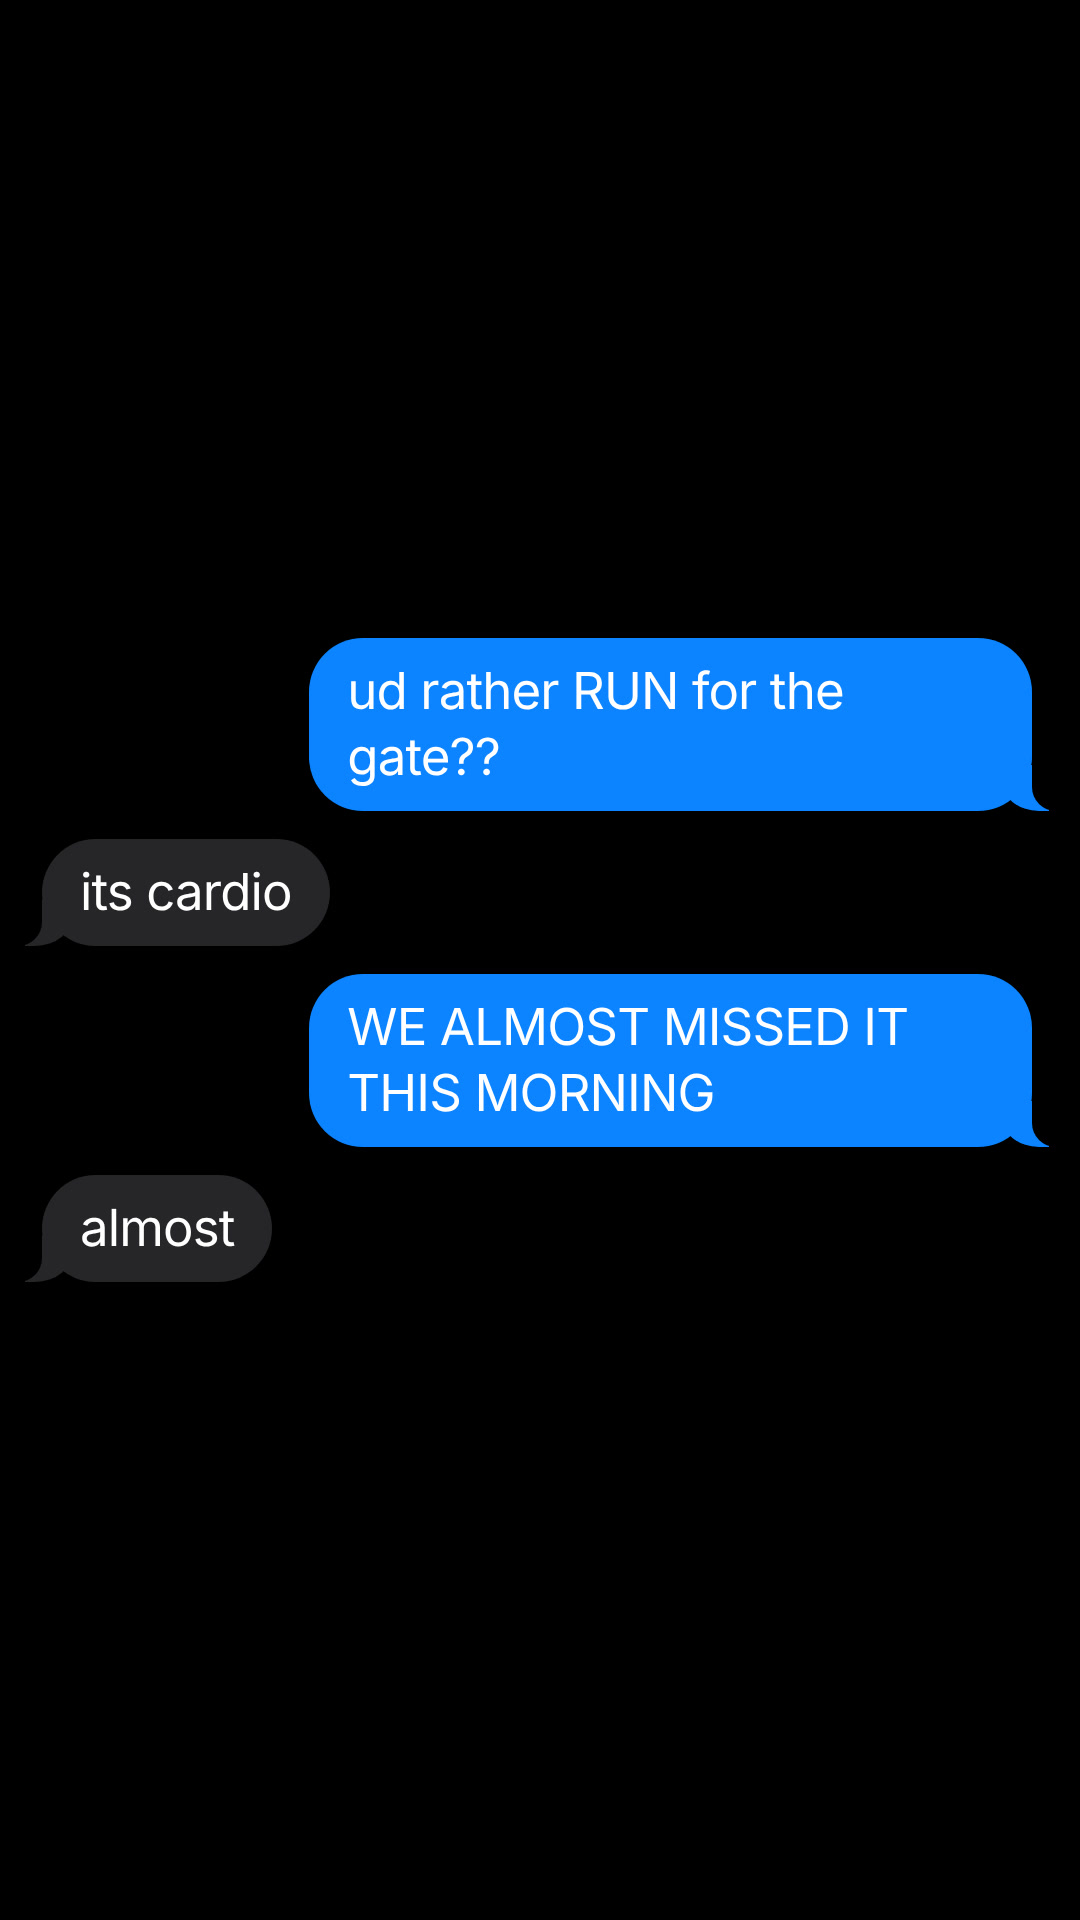 ud rather RUN for the
gate??
its cardio
WE ALMOST MISSED IT
THIS MORNING
almost